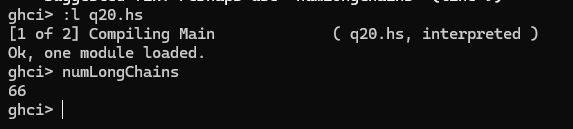 ghci> :l q20.hs
[1 of 2] Compiling Main             ( q20.hs, interpreted )
Ok, one module loaded.
ghci> numLongChains
66
ghci>